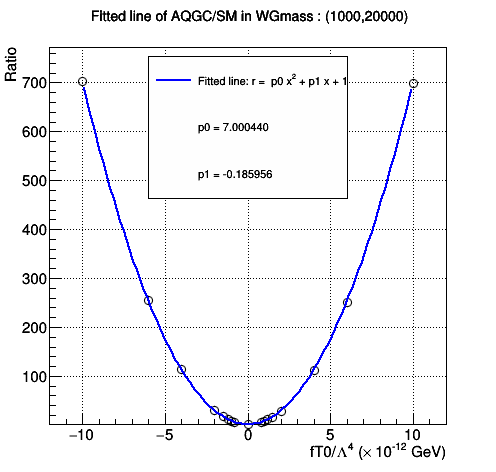 FItted line of AQGC/SM in WGmass : (1000,20000)
Ratio
Fitted line: r = p0 x² + p1 x + 1
p0 = 7.000440
p1 = -0.185956
700
600
500
400
300
200
100
−10 −5 0 5 10
fT0/Λ⁴ (× 10⁻¹² GeV)